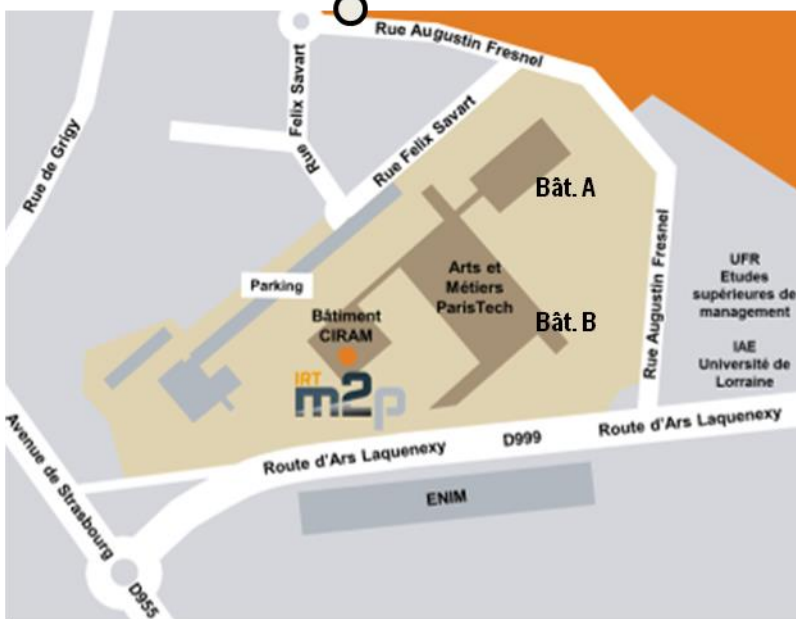 Rue Augustin Fresnel
Rue Felix Savart
Rue Felix Savart
Rue de Grigy
Bât. A
Rue Augustin Fresnel
UFR
Etudes
supérieures de
management
IAE
Université de
Lorraine
Arts et
Métiers
ParisTech
Parking
Bâtiment
CIRAM
Bât. B
IRT
m2p
Route d'Ars Laquenexy
D999
Route d'Ars Laquenexy
ENIM
Avenue de Strasbourg
D955